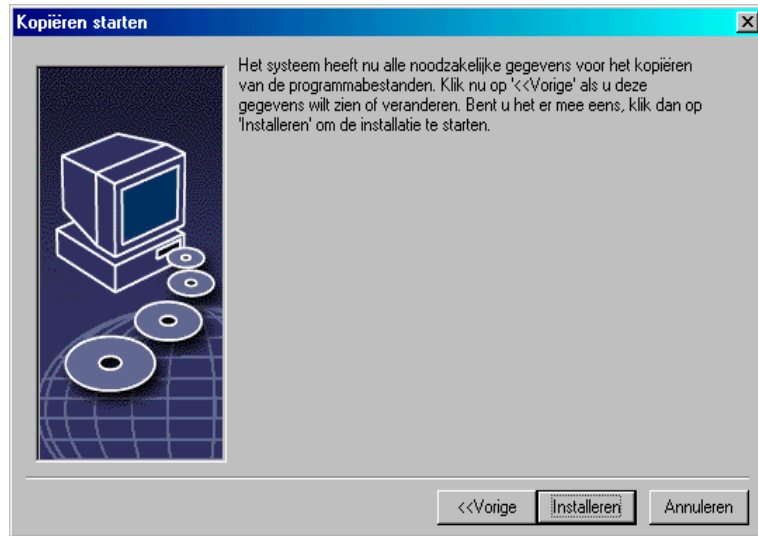 Kopiëren starten
Het systeem heeft nu alle noodzakelijke gegevens voor het kopiëren
van de programmabestanden. Klik nu op '<<Vorige' als u deze
gegevens wilt zien of veranderen. Bent u het er mee eens, klik dan op
'Installeren' om de installatie te starten.
<<Vorige
Installeren
Annuleren